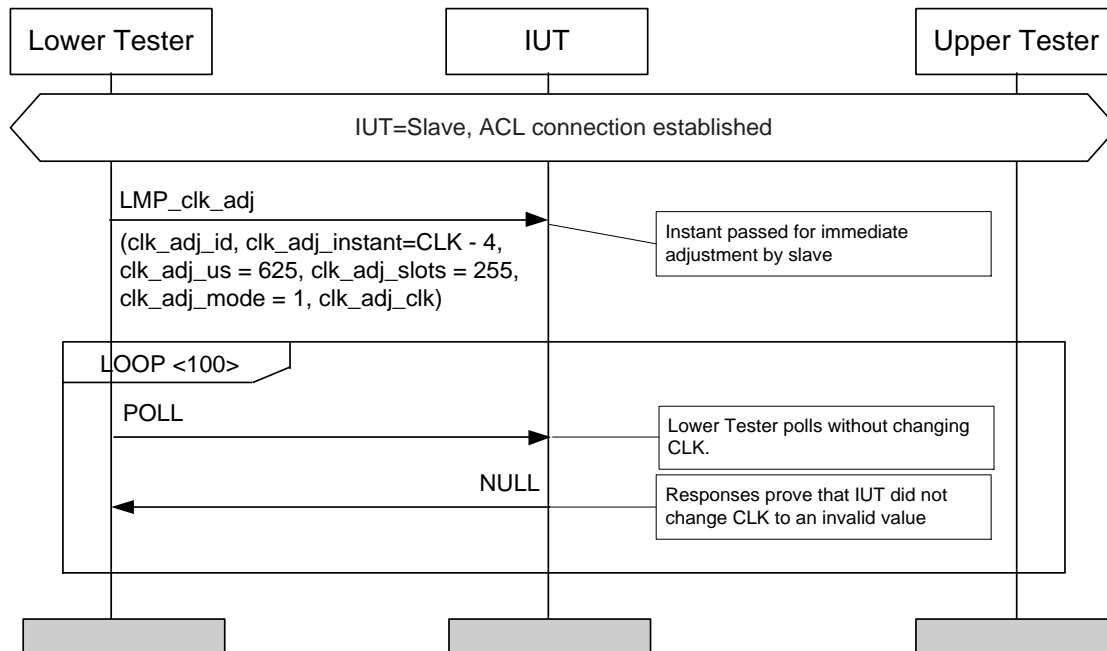 Lower Tester
IUT
Upper Tester
IUT=Slave, ACL connection established
LMP_clk_adj
(clk_adj_id, clk_adj_instant=CLK - 4,
clk_adj_us = 625, clk_adj_slots = 255,
clk_adj_mode = 1, clk_adj_clk)
Instant passed for immediate
adjustment by slave
LOOP <100>
POLL
Lower Tester polls without changing
CLK.
NULL
Responses prove that IUT did not
change CLK to an invalid value